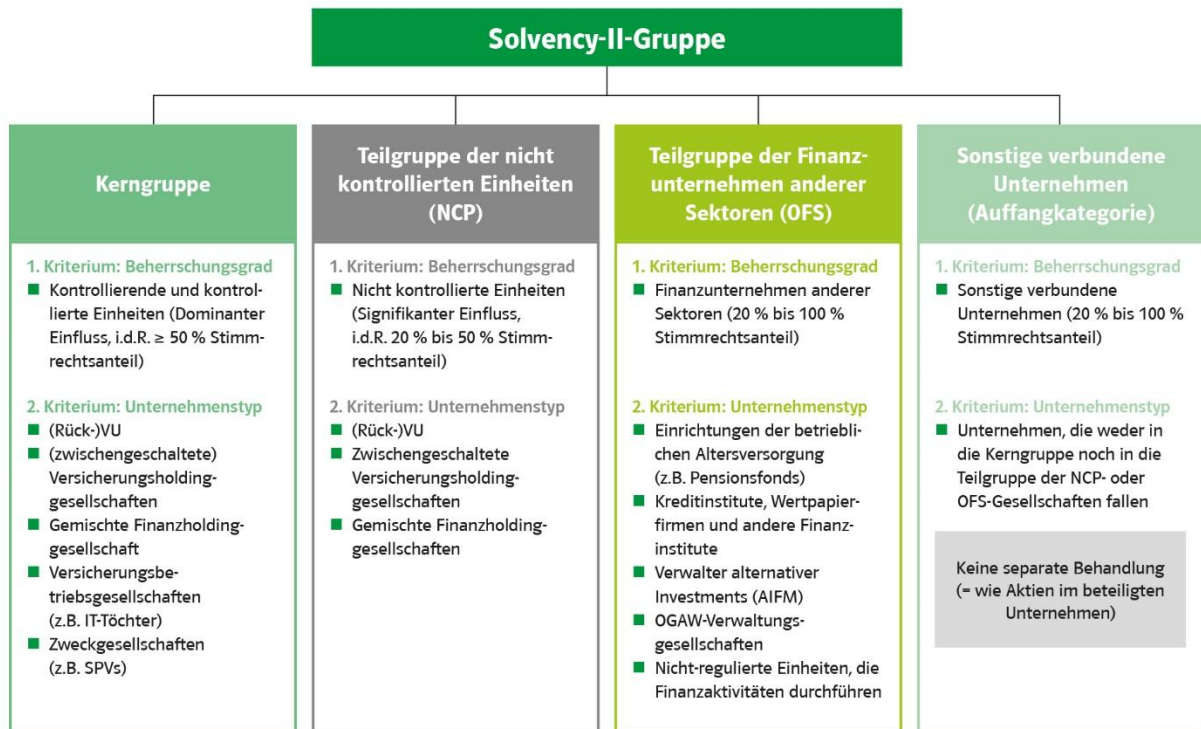 Solvency-II-Gruppe
Kerngruppe
1. Kriterium: Beherrschungsgrad
Kontrollierende und kontrol-
lierte Einheiten (Dominanter
Einfluss, i.d.R. ≥ 50 % Stimm-
rechtsanteil)
2. Kriterium: Unternehmenstyp
(Rück-)VU
(zwischengeschaltete)
Versicherungsholding-
gesellschaften
Gemischte Finanzholding-
gesellschaft
Versicherungsbe-
triebsgesellschaften
(z.B. IT-Töchter)
Zweckgesellschaften
(z.B. SPVs)
Teilgruppe der nicht
kontrollierten Einheiten
(NCP)
1. Kriterium: Beherrschungsgrad
Nicht kontrollierte Einheiten
(Signifikanter Einfluss,
i.d.R. 20 % bis 50 % Stimm-
rechtsanteil)
2. Kriterium: Unternehmenstyp
(Rück-)VU
Zwischengeschaltete
Versicherungsholding-
gesellschaften
Gemischte Finanzholding-
gesellschaften
Teilgruppe der Finanz-
unternehmen anderer
Sektoren (OFS)
1. Kriterium: Beherrschungsgrad
Finanzunternehmen anderer
Sektoren (20 % bis 100 %
Stimmrechtsanteil)
2. Kriterium: Unternehmenstyp
Einrichtungen der betriebli-
chen Altersversorgung
(z.B. Pensionsfonds)
Kreditinstitute, Wertpapier-
firmen und andere Finanz-
institute
Verwalter alternativer
Investments (AIFM)
OGAW-Verwaltungs-
gesellschaften
Nicht-regulierte Einheiten, die
Finanzaktivitäten durchführen
Sonstige verbundene
Unternehmen
(Auffangkategorie)
1. Kriterium: Beherrschungsgrad
Sonstige verbundene
Unternehmen (20 % bis 100 %
Stimmrechtsanteil)
2. Kriterium: Unternehmenstyp
Unternehmen, die weder in
die Kerngruppe noch in die
Teilgruppe der NCP- oder
OFS-Gesellschaften fallen
Keine separate Behandlung
(= wie Aktien im beteiligten
Unternehmen)